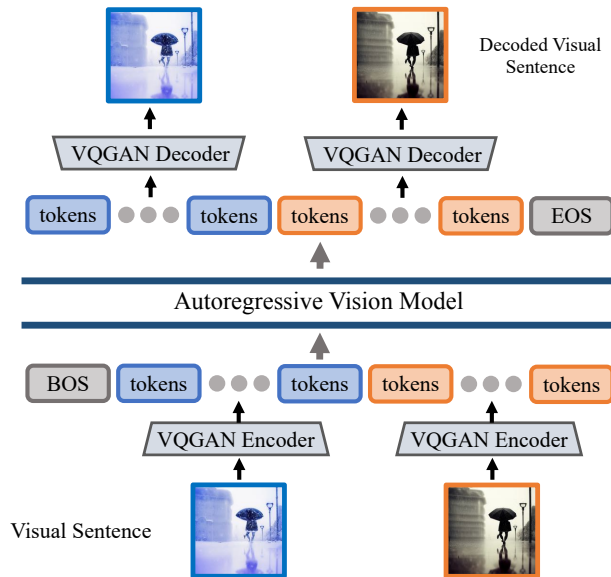 Decoded Visual
Sentence
VQGAN Decoder
VQGAN Decoder
tokens
tokens
tokens
tokens
EOS
Autoregressive Vision Model
BOS
tokens
tokens
tokens
tokens
VQGAN Encoder
VQGAN Encoder
Visual Sentence